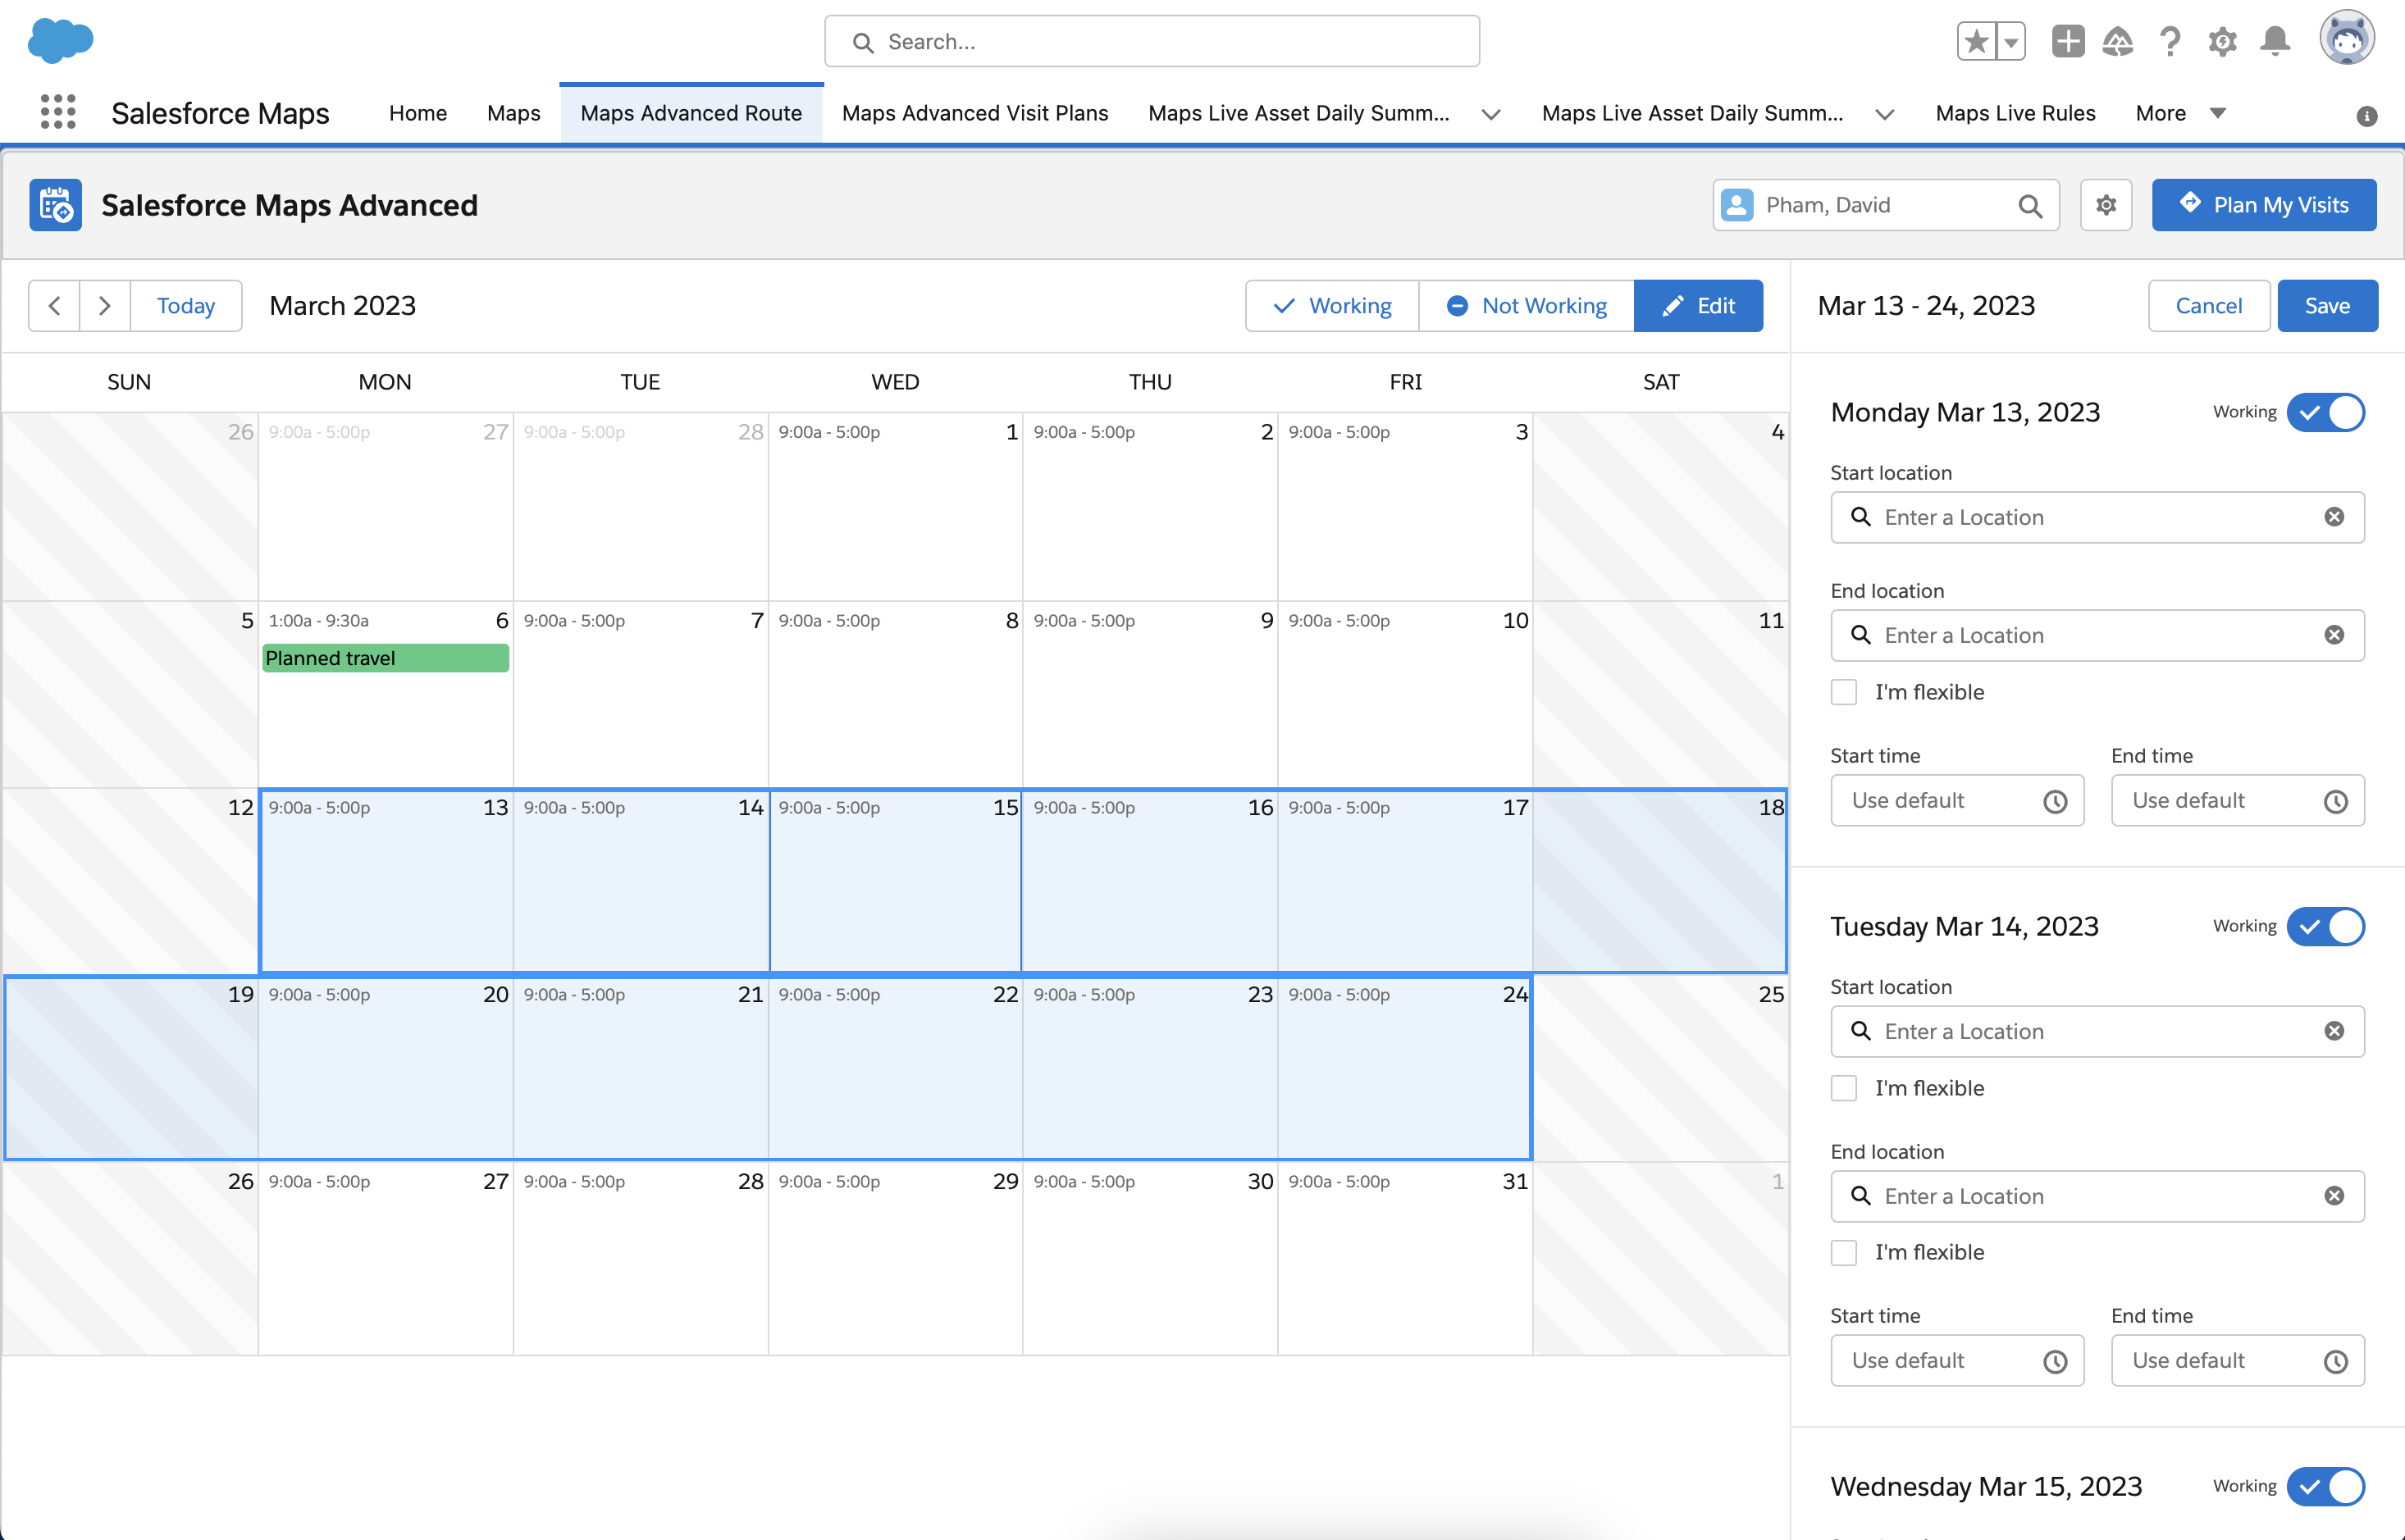 Search...
Salesforce Maps
Home
Maps
Maps Advanced Route
Maps Advanced Visit Plans
Maps Live Asset Daily Summ...
Maps Live Asset Daily Summ...
Maps Live Rules
More
Salesforce Maps Advanced
Pham, David
Plan My Visits
Today
March 2023
Working
Not Working
Edit
SUN MON TUE WED THU FRI SAT
26
9:00a - 5:00p 27
9:00a - 5:00p 28
9:00a - 5:00p 1
9:00a - 5:00p 2
9:00a - 5:00p 3
4
5
1:00a - 9:30a 6
Planned travel
9:00a - 5:00p 7
9:00a - 5:00p 8
9:00a - 5:00p 9
9:00a - 5:00p 10
11
12
9:00a - 5:00p 13
9:00a - 5:00p 14
9:00a - 5:00p 15
9:00a - 5:00p 16
9:00a - 5:00p 17
18
19
9:00a - 5:00p 20
9:00a - 5:00p 21
9:00a - 5:00p 22
9:00a - 5:00p 23
9:00a - 5:00p 24
25
26
9:00a - 5:00p 27
9:00a - 5:00p 28
9:00a - 5:00p 29
9:00a - 5:00p 30
9:00a - 5:00p 31
1
Mar 13 - 24, 2023
Cancel
Save
Monday Mar 13, 2023
Working
Start location
Enter a Location
End location
Enter a Location
I'm flexible
Start time End time
Use default Use default
Tuesday Mar 14, 2023
Working
Start location
Enter a Location
I'm flexible
End location
Enter a Location
I'm flexible
Start time End time
Use default Use default
Wednesday Mar 15, 2023
Working